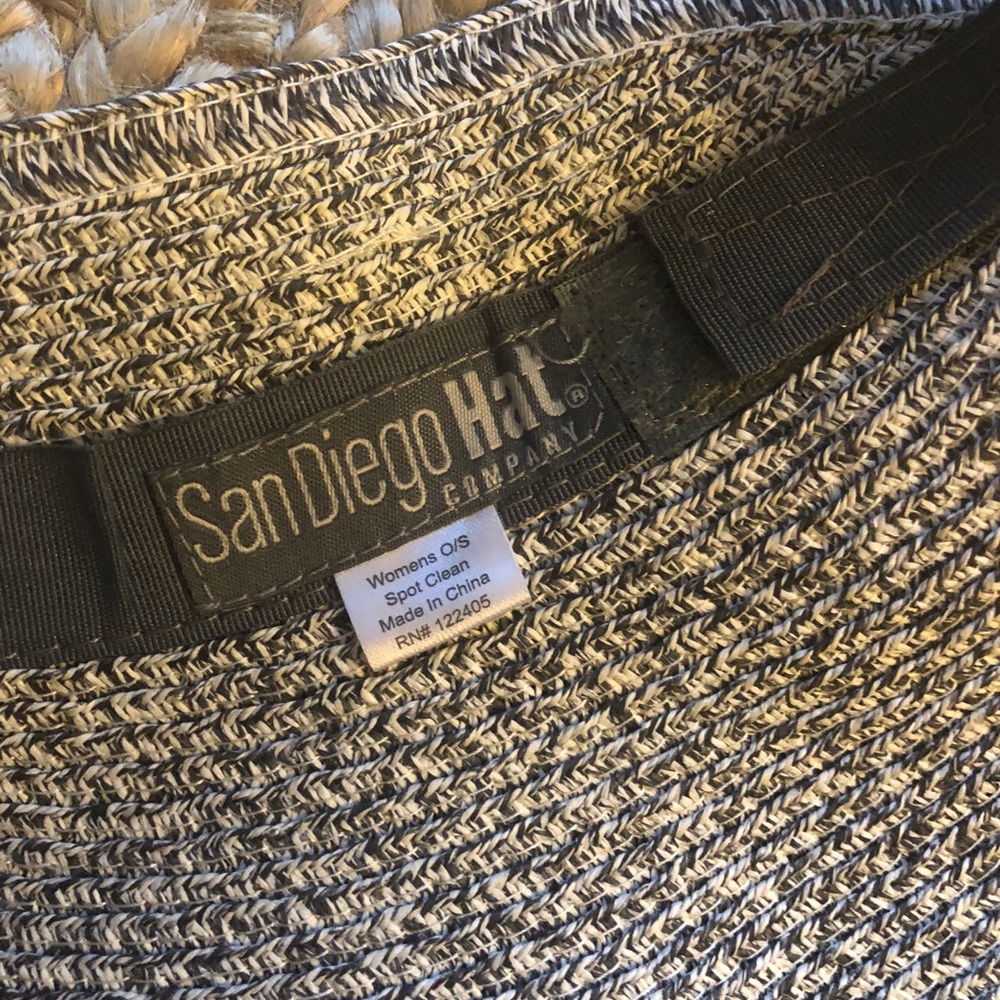 San Diego Hat®
COMPANY
Womens O/S
Spot Clean
Made In China
RN# 122405